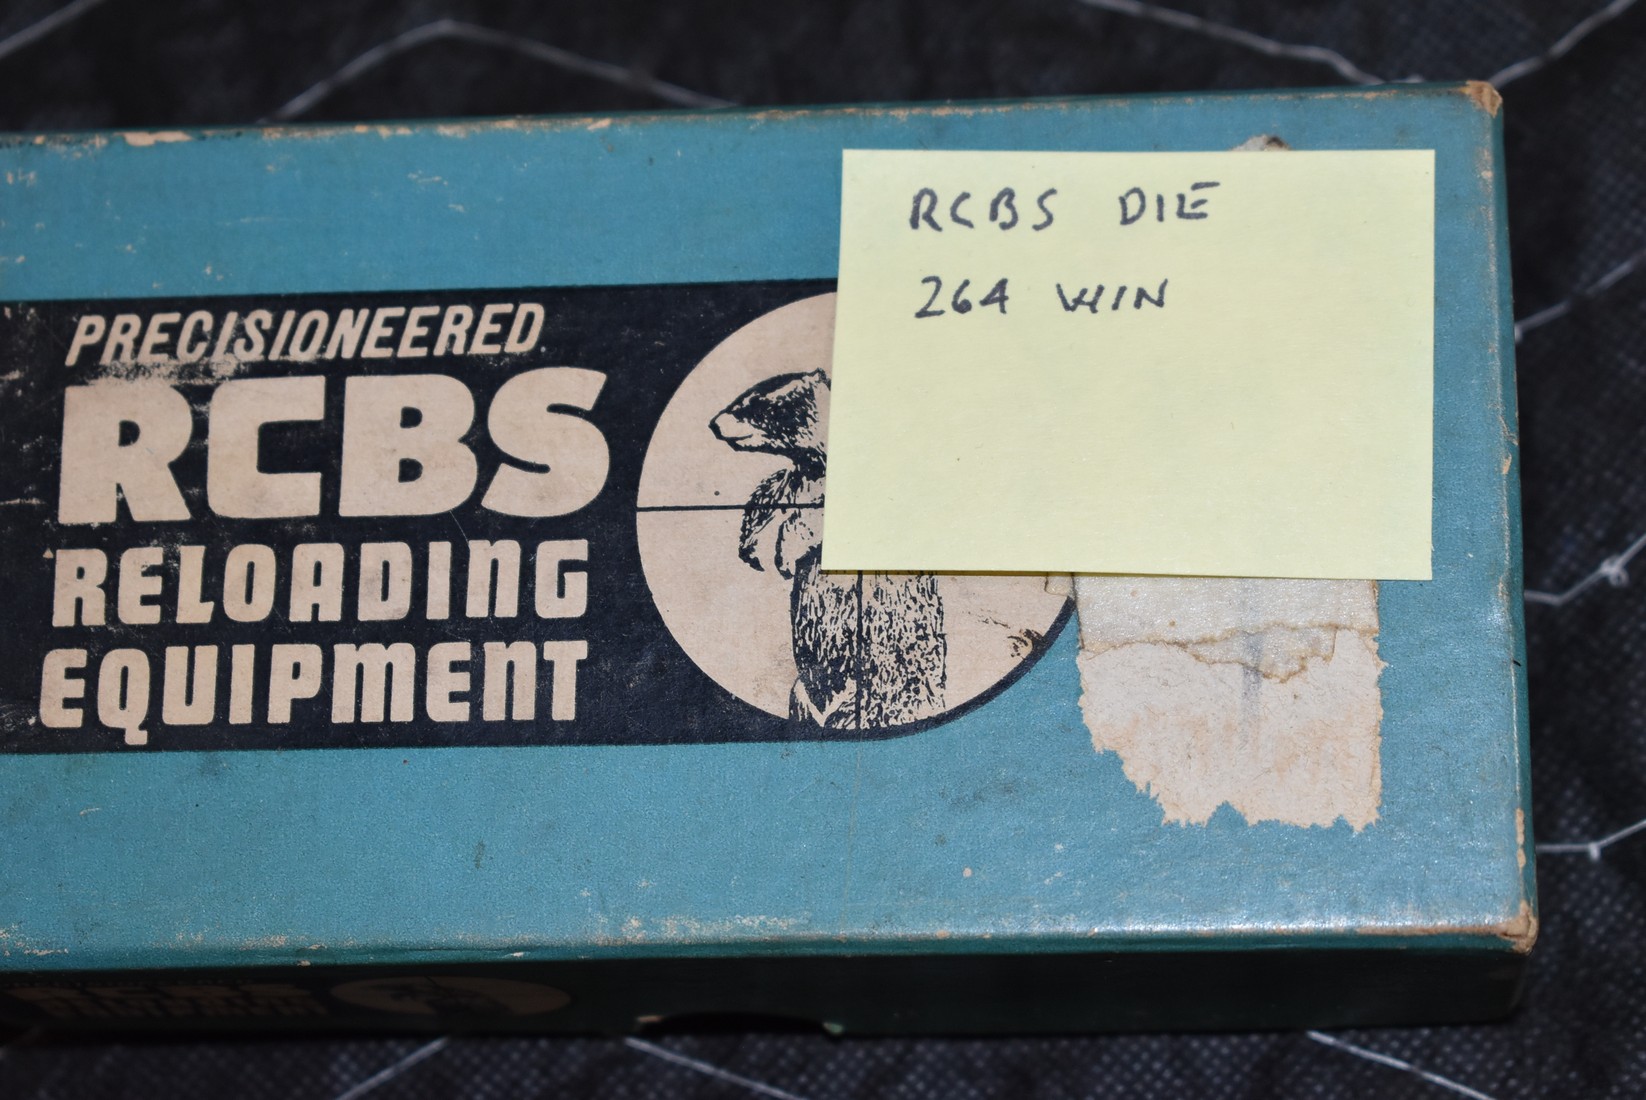 PRECISIONEERED
RCBS
RELOADING
EQUIPMENT
RCBS DIE
264 WIN